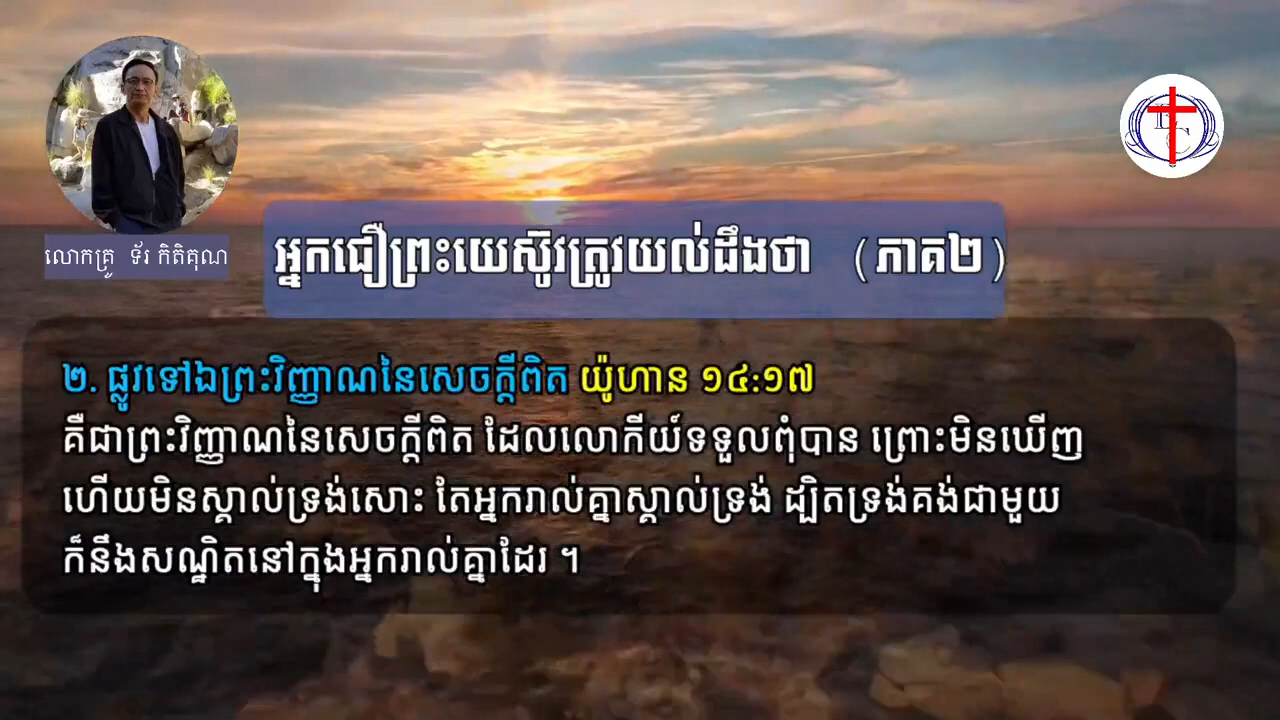 លោកគ្រូ ទ័រ កិតិគុណ
អ្នកជឿព្រះយេស៊ូវត្រូវយល់ដឹងថា (ភាគ២)
២. ផ្លូវទៅឯព្រះវិញ្ញាណនៃសេចក្ដីពិត យ៉ូហាន ១៤:១៧
គឺជាព្រះវិញ្ញាណនៃសេចក្ដីពិត ដែលលោកីយ៍ទទួលពុំបាន ព្រោះមិនឃើញ
ហើយមិនស្គាល់ទ្រង់សោះ តែអ្នករាល់គ្នាស្គាល់ទ្រង់ ដ្បិតទ្រង់គង់ជាមួយ
ក៏នឹងសណ្ឋិតនៅក្នុងអ្នករាល់គ្នាដែរ ។